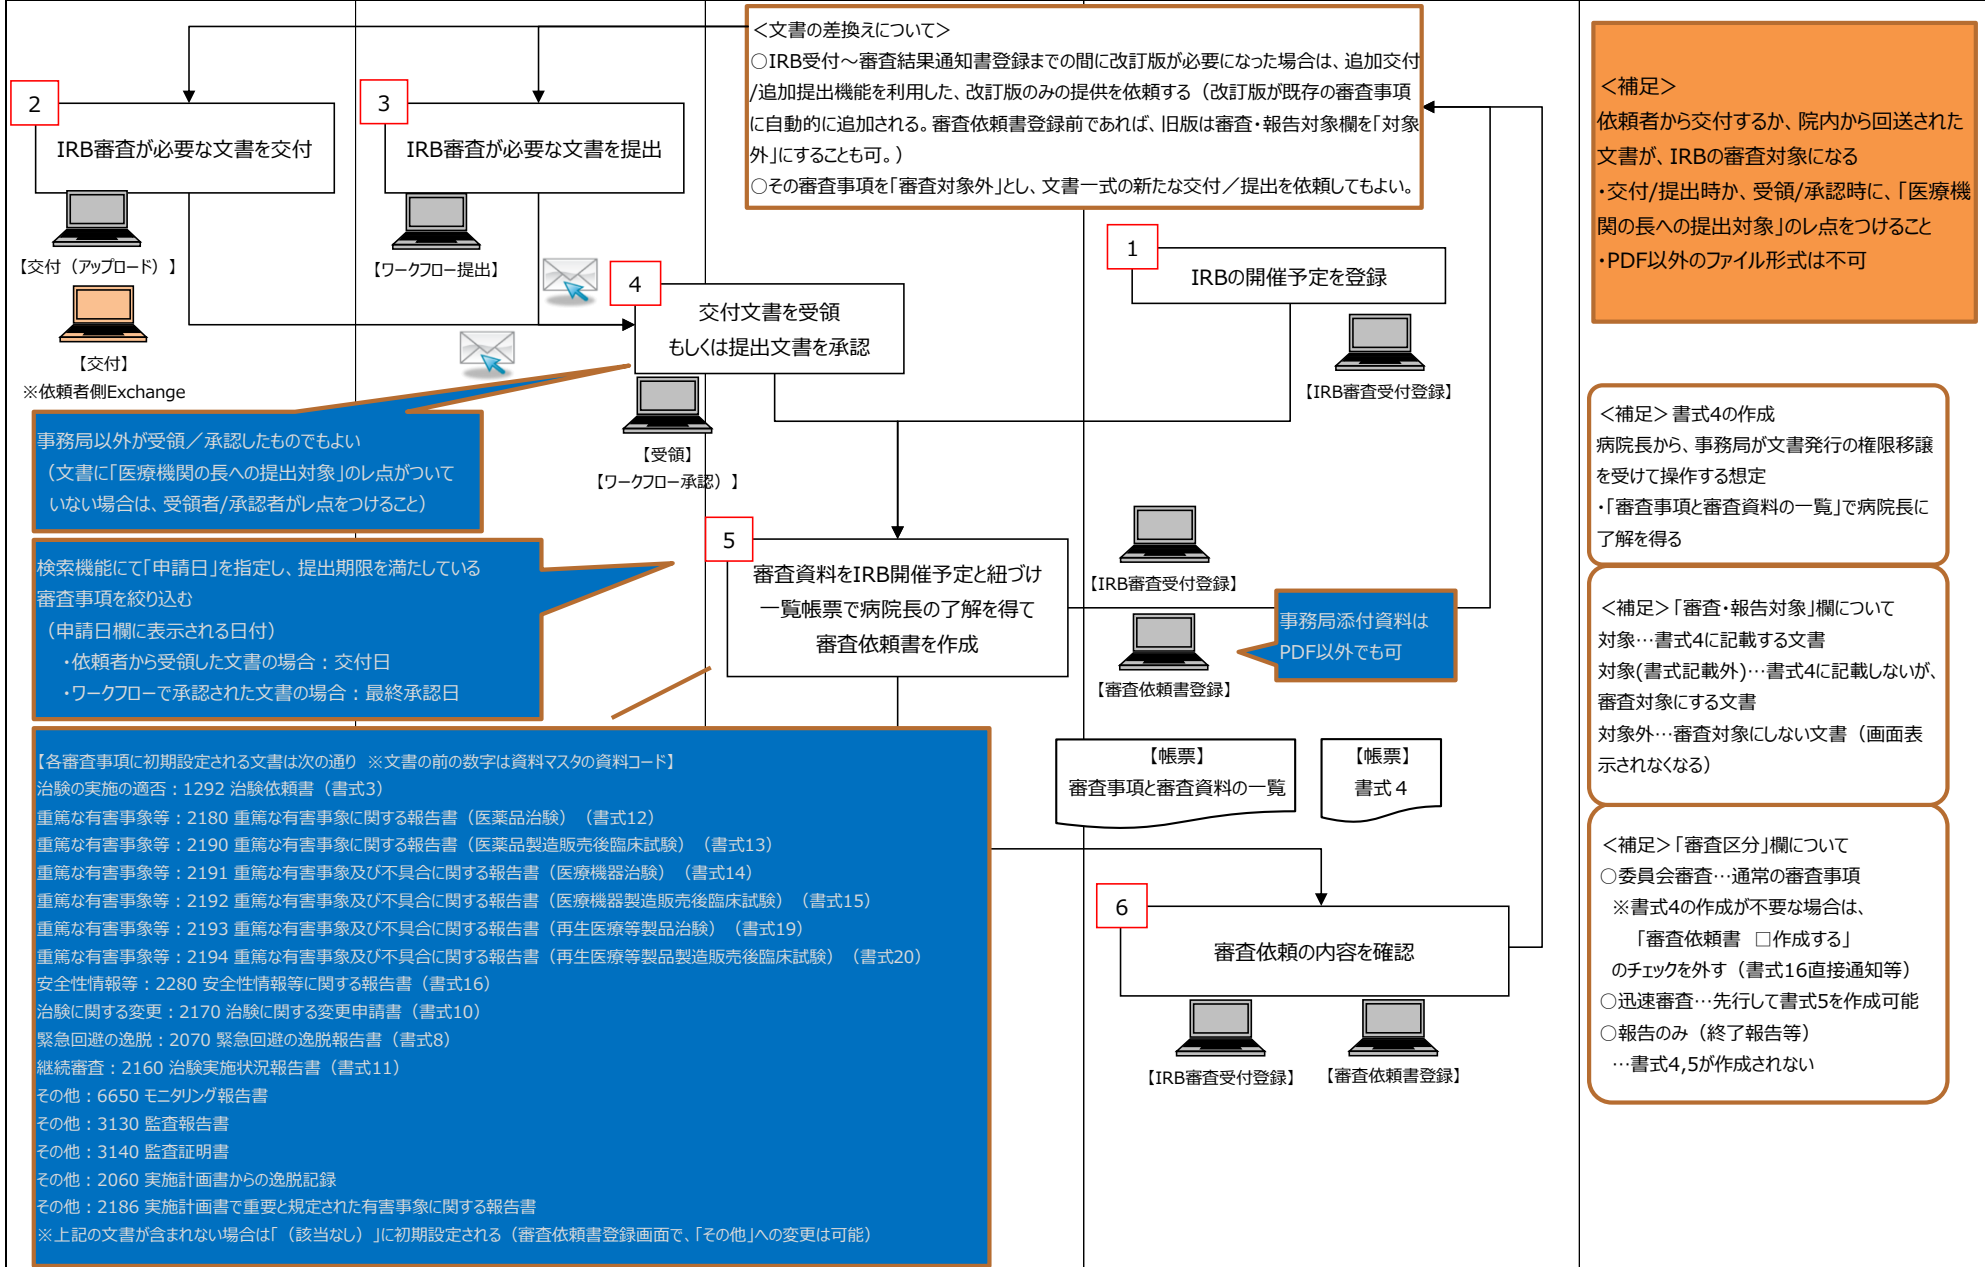 ＜文書の差換えについて＞
○IRB受付～審査結果通知書登録までの間に改訂版が必要になった場合は、追加交付
/追加提出機能を利用した、改訂版のみの提供を依頼する（改訂版が既存の審査事項
に自動的に追加される。審査依頼書登録前であれば、旧版は審査・報告対象欄を「対象
外」にすることも可。）
○その審査事項を「審査対象外」とし、文書一式の新たな交付／提出を依頼してもよい。
2
IRB審査が必要な文書を交付
【交付（アップロード）】
【交付】
※依頼者側Exchange
3
IRB審査が必要な文書を提出
【ワークフロー提出】
4
交付文書を受領
もしくは提出文書を承認
【受領】
【ワークフロー承認）】
1
IRBの開催予定を登録
【IRB審査受付登録】
事務局以外が受領／承認したものでもよい
（文書に「医療機関の長への提出対象」のレ点がついて
いない場合は、受領者/承認者がレ点をつけること）
検索機能にて「申請日」を指定し、提出期限を満たしている
審査事項を絞り込む
（申請日欄に表示される日付）
・依頼者から受領した文書の場合：交付日
・ワークフローで承認された文書の場合：最終承認日
5
審査資料をIRB開催予定と紐づけ
一覧帳票で病院長の了解を得て
審査依頼書を作成
【IRB審査受付登録】
【審査依頼書登録】
事務局添付資料は
PDF以外でも可
【帳票】
審査事項と審査資料の一覧
【帳票】
書式４
【各審査事項に初期設定される文書は次の通り ※文書の前の数字は資料マスタの資料コード】
治験の実施の適否：1292 治験依頼書（書式3）
重篤な有害事象等：2180 重篤な有害事象に関する報告書（医薬品治験）（書式12）
重篤な有害事象等：2190 重篤な有害事象に関する報告書（医薬品製造販売後臨床試験）（書式13）
重篤な有害事象等：2191 重篤な有害事象及び不具合に関する報告書（医療機器治験）（書式14）
重篤な有害事象等：2192 重篤な有害事象及び不具合に関する報告書（医療機器製造販売後臨床試験）（書式15）
重篤な有害事象等：2193 重篤な有害事象及び不具合に関する報告書（再生医療等製品治験）（書式19）
重篤な有害事象等：2194 重篤な有害事象及び不具合に関する報告書（再生医療等製品製造販売後臨床試験）（書式20）
安全性情報等：2280 安全性情報等に関する報告書（書式16）
治験に関する変更：2170 治験に関する変更申請書（書式10）
緊急回避の逸脱：2070 緊急回避の逸脱報告書（書式8）
継続審査：2160 治験実施状況報告書（書式11）
その他：6650 モニタリング報告書
その他：3130 監査報告書
その他：3140 監査証明書
その他：2060 実施計画書からの逸脱記録
その他：2186 実施計画書で重要と規定された有害事象に関する報告書
※上記の文書が含まれない場合は「（該当なし）」に初期設定される（審査依頼書登録画面で、「その他」への変更は可能）
6
審査依頼の内容を確認
【IRB審査受付登録】
【審査依頼書登録】
＜補足＞
依頼者から交付するか、院内から回送された
文書が、IRBの審査対象になる
・交付/提出時か、受領/承認時に、「医療機
関の長への提出対象」のレ点をつけること
・PDF以外のファイル形式は不可
＜補足＞書式4の作成
病院長から、事務局が文書発行の権限移譲
を受けて操作する想定
・「審査事項と審査資料の一覧」で病院長に
了解を得る
＜補足＞「審査・報告対象」欄について
対象…書式4に記載する文書
対象(書式記載外)…書式4に記載しないが、
審査対象にする文書
対象外…審査対象にしない文書（画面表
示されなくなる）
＜補足＞「審査区分」欄について
○委員会審査…通常の審査事項
※書式4の作成が不要な場合は、
「審査依頼書　□作成する」
のチェックを外す（書式16直接通知等）
○迅速審査…先行して書式5を作成可能
○報告のみ（終了報告等）
…書式4,5が作成されない